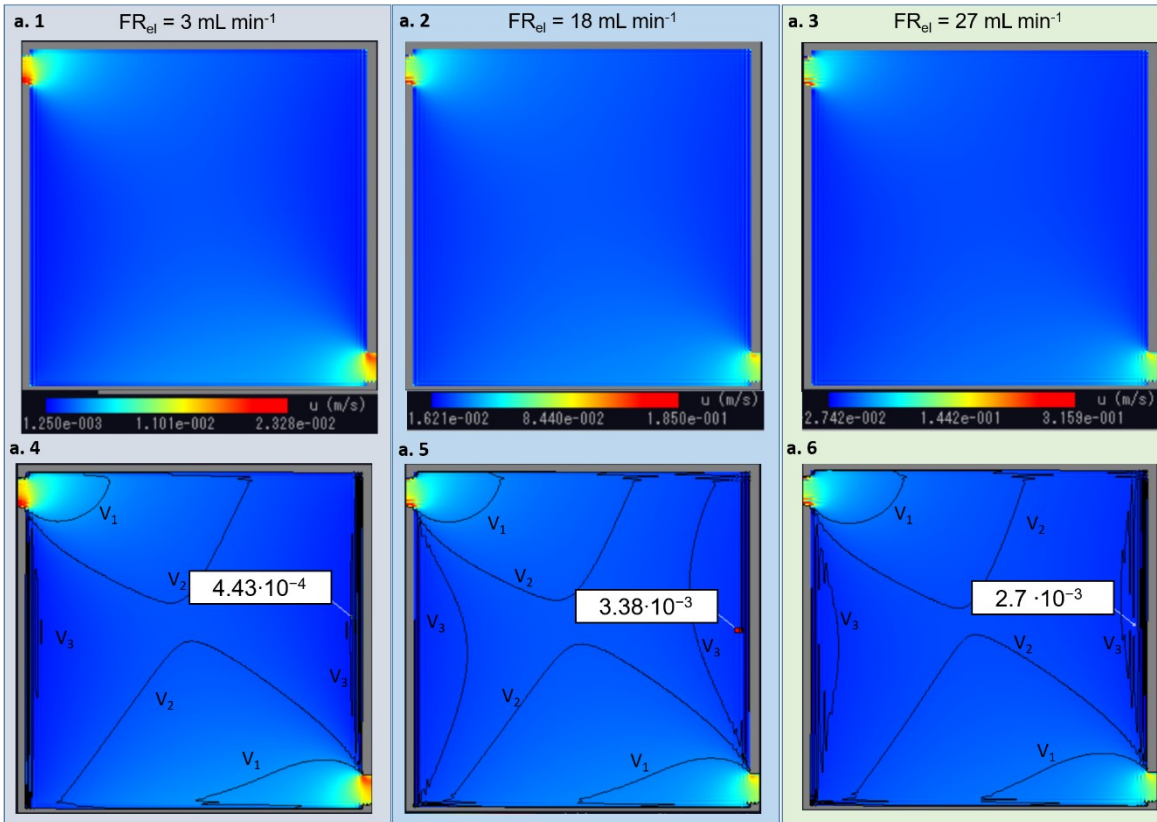 a. 1 FR_el = 3 mL min⁻¹
a. 2 FR_el = 18 mL min⁻¹
a. 3 FR_el = 27 mL min⁻¹
u (m/s)
1.250e-003 1.101e-002 2.328e-002
u (m/s)
1.621e-002 8.440e-002 1.850e-001
u (m/s)
2.742e-002 1.442e-001 3.159e-001
a. 4
V₁
V₂
4.43·10⁻⁴
V₃
V₃
V₂
V₁
a. 5
V₁
V₂
3.38·10⁻³
V₃
V₃
V₂
V₁
a. 6
V₁
V₂
2.7 ·10⁻³
V₃
V₃
V₂
V₁